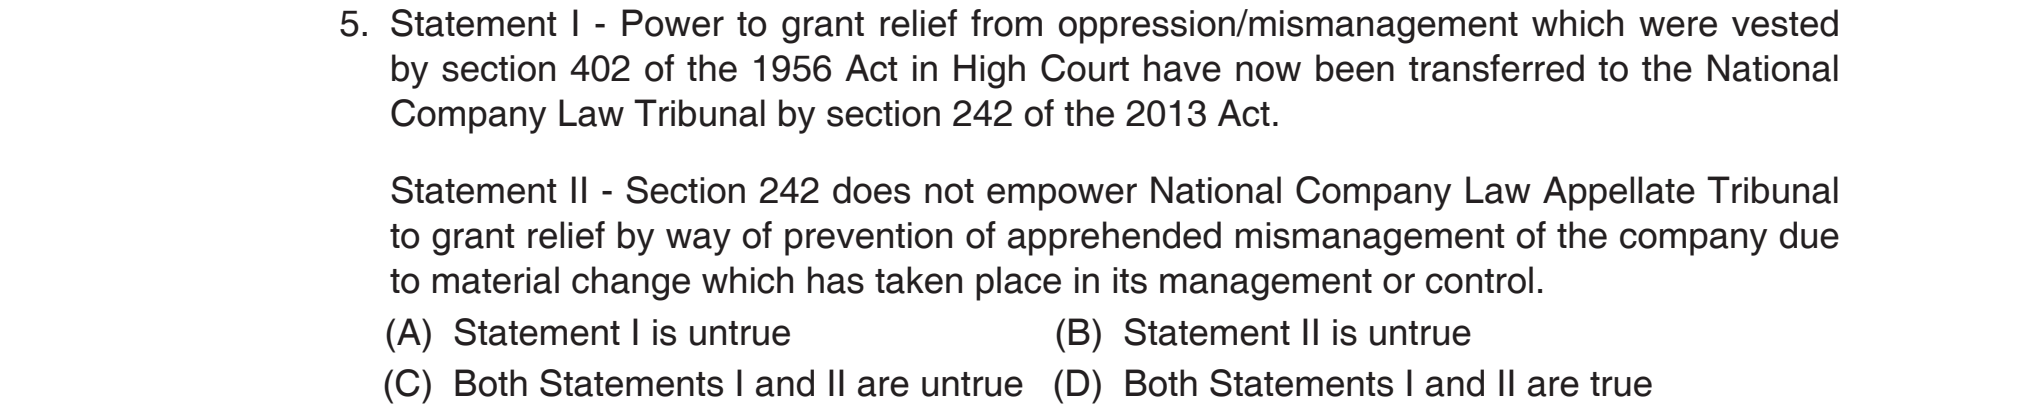 5. Statement I - Power to grant relief from oppression/mismanagement which were vested
by section 402 of the 1956 Act in High Court have now been transferred to the National
Company Law Tribunal by section 242 of the 2013 Act.
Statement II - Section 242 does not empower National Company Law Appellate Tribunal
to grant relief by way of prevention of apprehended mismanagement of the company due
to material change which has taken place in its management or control.
(A) Statement I is untrue (B) Statement II is untrue
(C) Both Statements I and II are untrue (D) Both Statements I and II are true